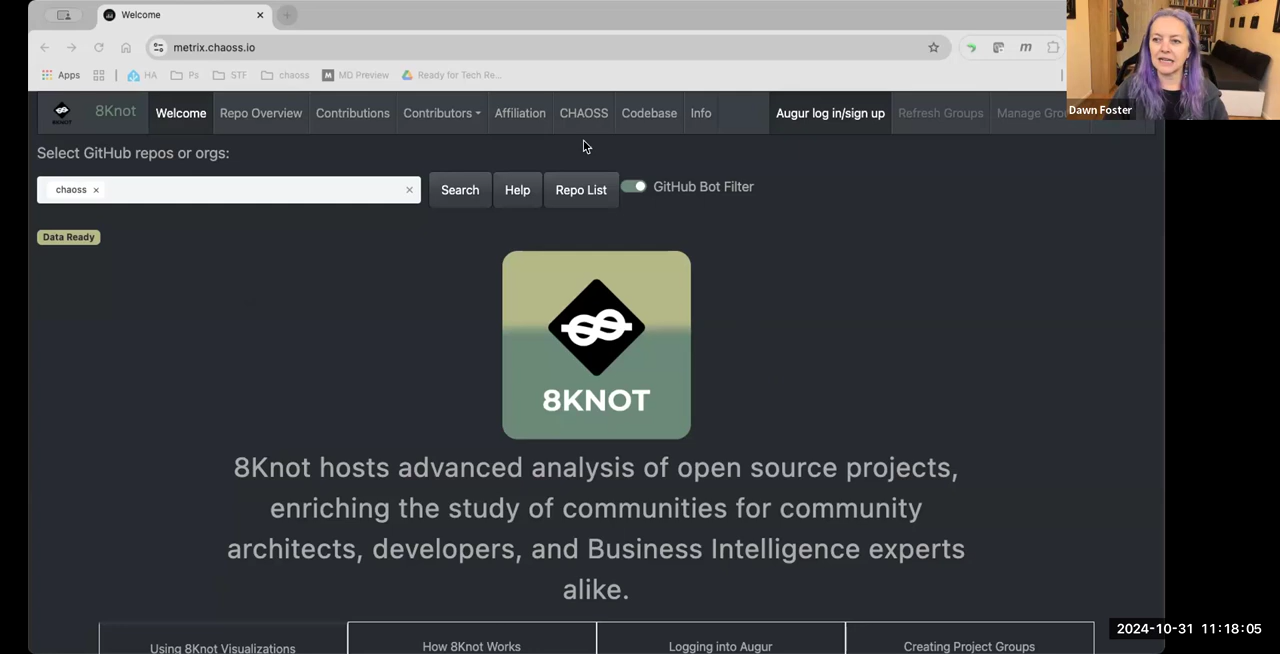 Welcome
metrix.chaoss.io
Apps
HA
Ps
STF
chaoss
MD Preview
Ready for Tech Re...
8Knot
Welcome
Repo Overview
Contributions
Contributors
Affiliation
CHAOSS
Codebase
Info
Augur log in/sign up
Refresh Groups
Manage Gro
Dawn Foster
Select GitHub repos or orgs:
chaoss
Search
Help
Repo List
GitHub Bot Filter
Data Ready
8KNOT
8Knot hosts advanced analysis of open source projects,
enriching the study of communities for community
architects, developers, and Business Intelligence experts
alike.
Using 8Knot Visualizations
How 8Knot Works
Logging into Augur
Creating Project Groups
2024-10-31 11:18:05